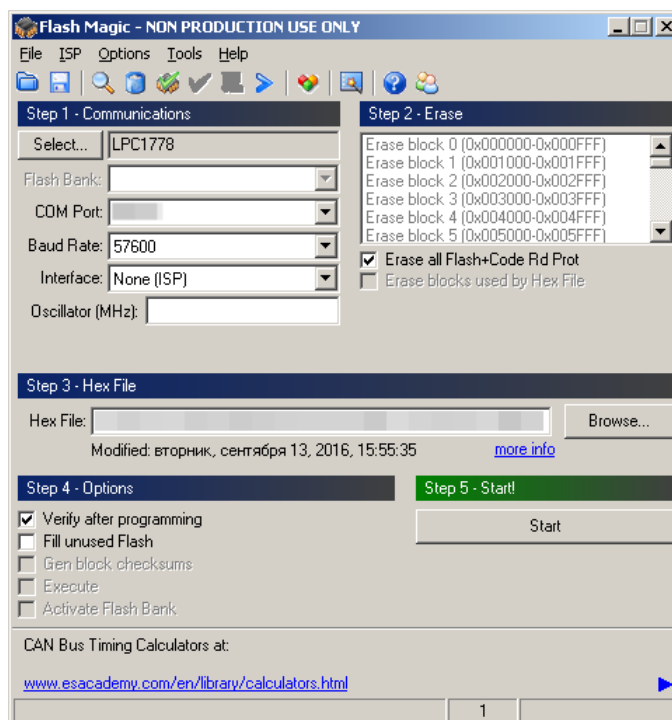 Flash Magic - NON PRODUCTION USE ONLY
File ISP Options Tools Help
Step 1 - Communications
Select... LPC1778
Flash Bank:
COM Port:
Baud Rate: 57600
Interface: None (ISP)
Oscillator (MHz):
Step 2 - Erase
Erase block 0 (0x000000-0x000FFF)
Erase block 1 (0x001000-0x001FFF)
Erase block 2 (0x002000-0x002FFF)
Erase block 3 (0x003000-0x003FFF)
Erase block 4 (0x004000-0x004FFF)
Erase block 5 (0x005000-0x005FFF)
Erase all Flash+Code Rd Prot
Erase blocks used by Hex File
Step 3 - Hex File
Hex File: Browse...
Modified: вторник, сентября 13, 2016, 15:55:35 more info
Step 4 - Options
Verify after programming
Fill unused Flash
Gen block checksums
Execute
Activate Flash Bank
Step 5 - Start!
Start
CAN Bus Timing Calculators at:
www.esacademy.com/en/library/calculators.html
1